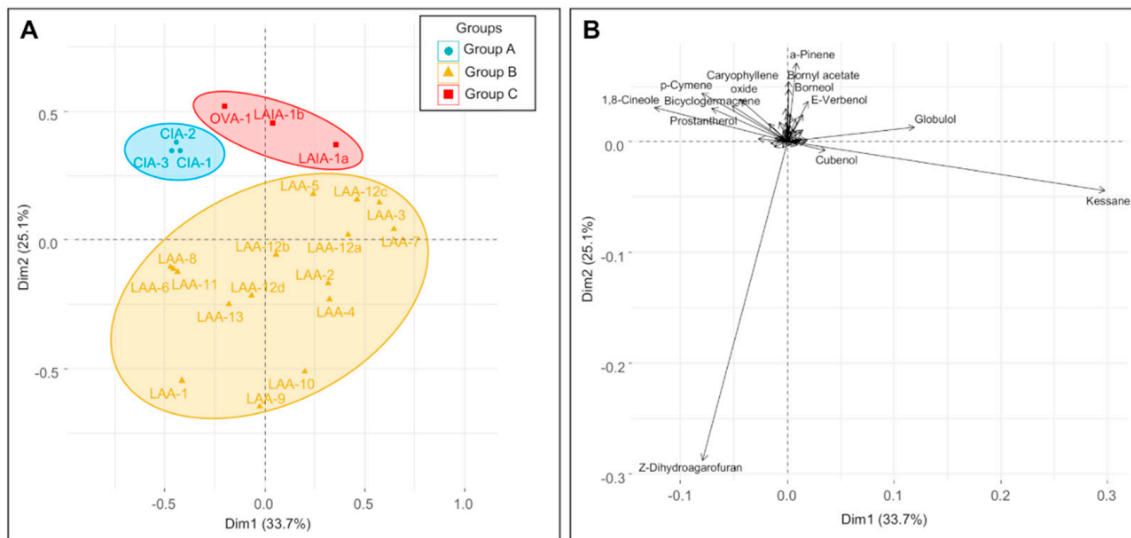 A
Groups
Group A
Group B
Group C
0.5
0.0
-0.5
Dim2 (25.1%)
OVA-1
LAIA-1b
LAIA-1a
CIA-2
CIA-3
CIA-1
LAA-5
LAA-12c
LAA-3
LAA-7
LAA-12a
LAA-12b
LAA-8
LAA-6
LAA-11
LAA-2
LAA-12d
LAA-4
LAA-13
LAA-1
LAA-10
LAA-9
-0.5
0.0
0.5
1.0
Dim1 (33.7%)
B
a-Pinene
Caryophyllene
oxide
Bornyl acetate
p-Cymene
Borneol
1,8-Cineole
Bicyclogermacrene
E-Verbenol
Prostantherol
Globulol
Cubenol
Kessane
Z-Dihydroagarofuran
0.0
-0.1
-0.2
-0.3
Dim2 (25.1%)
-0.1
0.0
0.1
0.2
0.3
Dim1 (33.7%)